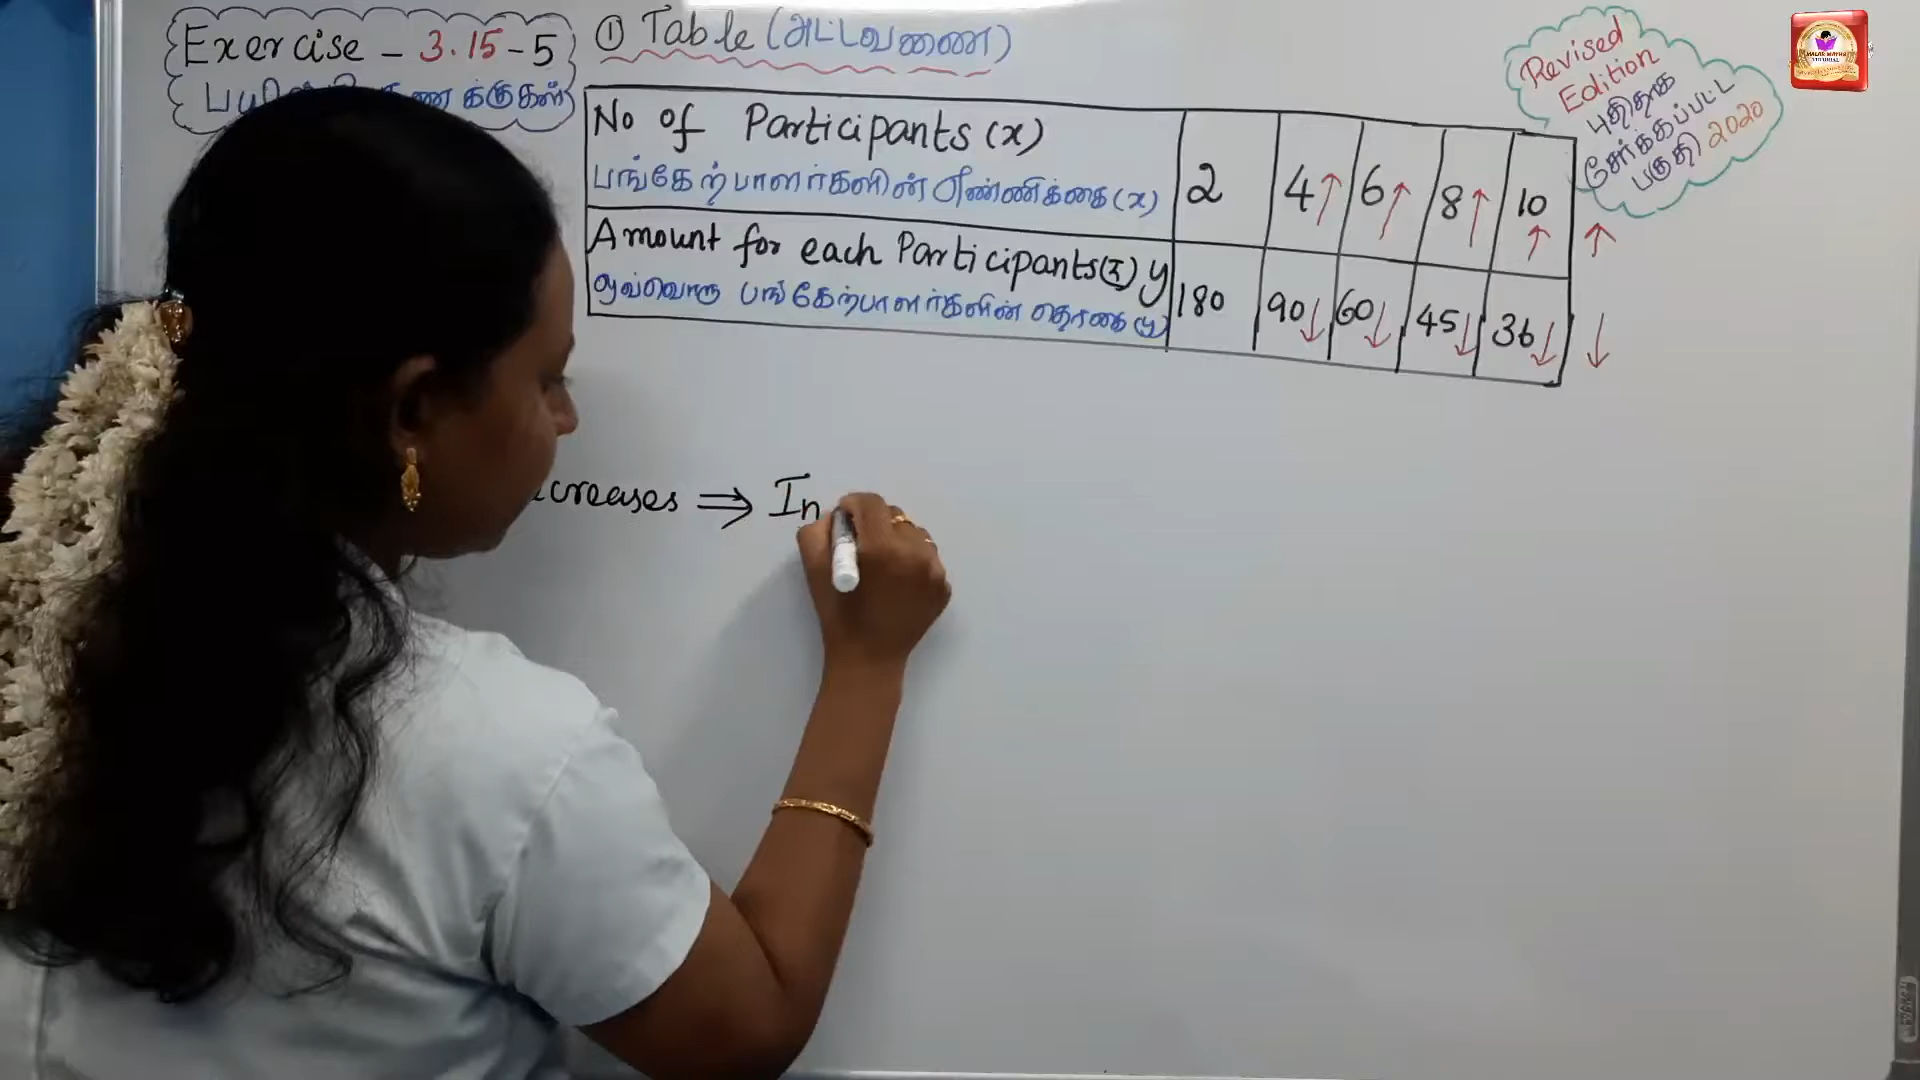 Exercise - 3.15-5
① Table (அட்டவணை)
Revised
Edition
புதிதாக
சேர்க்கப்பட்ட
பகுதி 2020
No of Participants (x) 2 4↑ 6↑ 8↑ 10↑ ↑
பங்கேற்பாளர்களின் எண்ணிக்கை (x)
Amount for each Participants(₹) y 180 90↓ 60↓ 45↓ 36↓ ↓
ஒவ்வொரு பங்கேற்பாளர்களின் தொகை (y)
creases ⇒ In